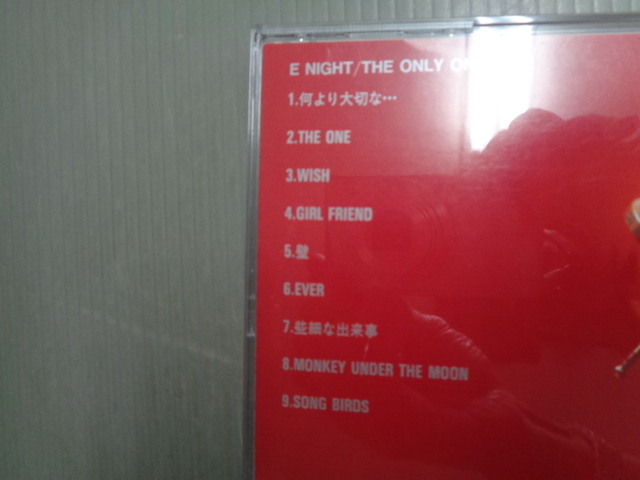 E NIGHT/THE ONLY ON
1.何より大切な…
2.THE ONE
3.WISH
4.GIRL FRIEND
5.壁
6.EVER
7.些細な出来事
8.MONKEY UNDER THE MOON
9.SONG BIRDS